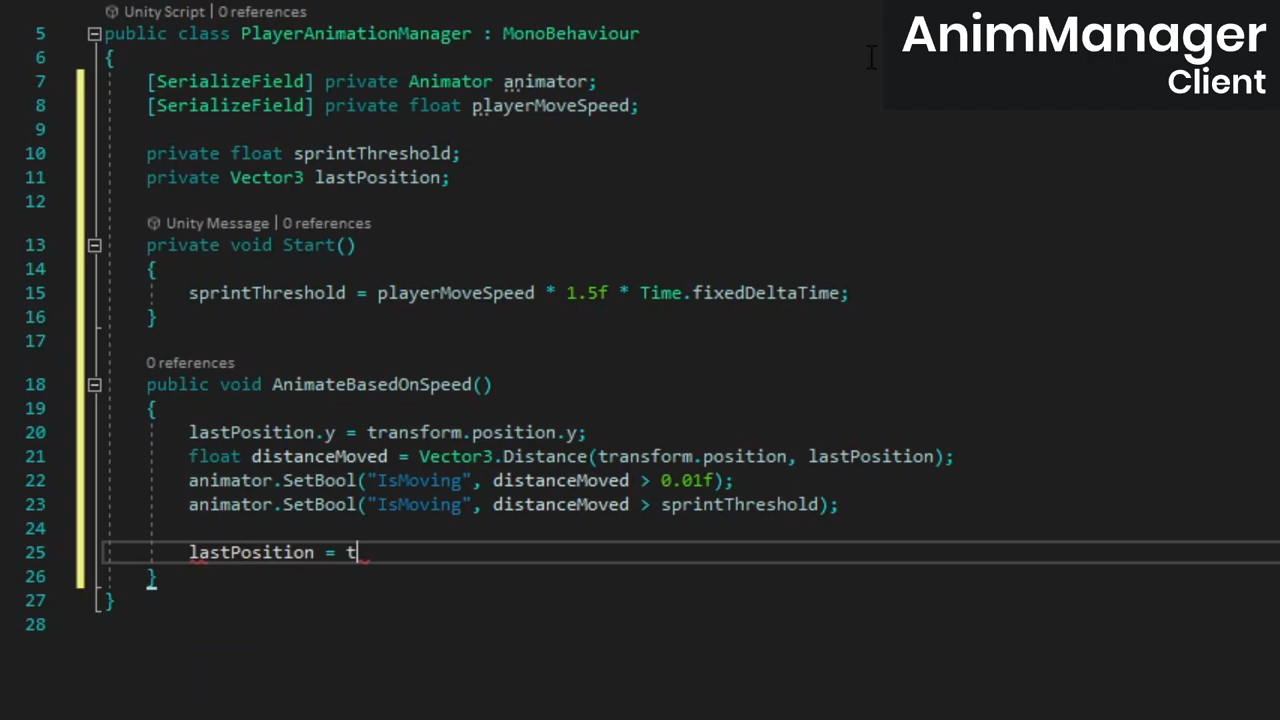 AnimManager
Client
Unity Script | 0 references
5 public class PlayerAnimationManager : MonoBehaviour
6 {
7 [SerializeField] private Animator animator;
8 [SerializeField] private float playerMoveSpeed;
9
10 private float sprintThreshold;
11 private Vector3 lastPosition;
12
Unity Message | 0 references
13 private void Start()
14 {
15 sprintThreshold = playerMoveSpeed * 1.5f * Time.fixedDeltaTime;
16 }
17
0 references
18 public void AnimateBasedOnSpeed()
19 {
20 lastPosition.y = transform.position.y;
21 float distanceMoved = Vector3.Distance(transform.position, lastPosition);
22 animator.SetBool("IsMoving", distanceMoved > 0.01f);
23 animator.SetBool("IsMoving", distanceMoved > sprintThreshold);
24
25 lastPosition = t
26 }
27 }
28